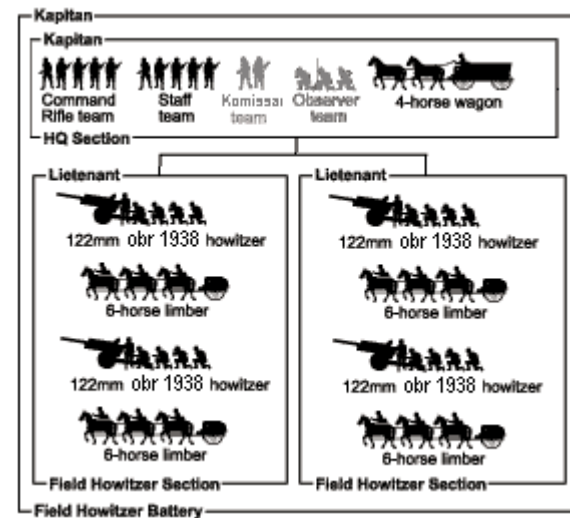 Kapitan
Kapitan
Command
Rifle team
Staff
team
Komissar
team
Observer
team
4-horse wagon
HQ Section
Lietenant
122mm obr 1938 howitzer
6-horse limber
122mm obr 1938 howitzer
6-horse limber
Field Howitzer Section
Lietenant
122mm obr 1938 howitzer
6-horse limber
122mm obr 1938 howitzer
6-horse limber
Field Howitzer Section
Field Howitzer Battery